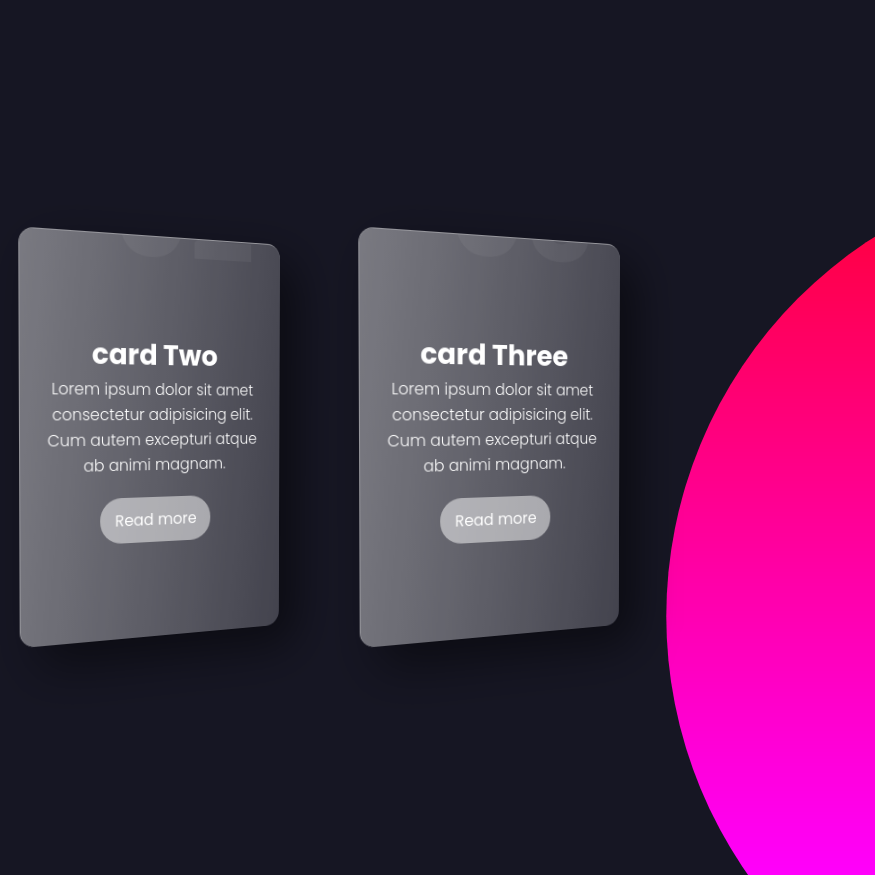 card Two
Lorem ipsum dolor sit amet
consectetur adipisicing elit.
Cum autem excepturi atque
ab animi magnam.
Read more
card Three
Lorem ipsum dolor sit amet
consectetur adipisicing elit.
Cum autem excepturi atque
ab animi magnam.
Read more